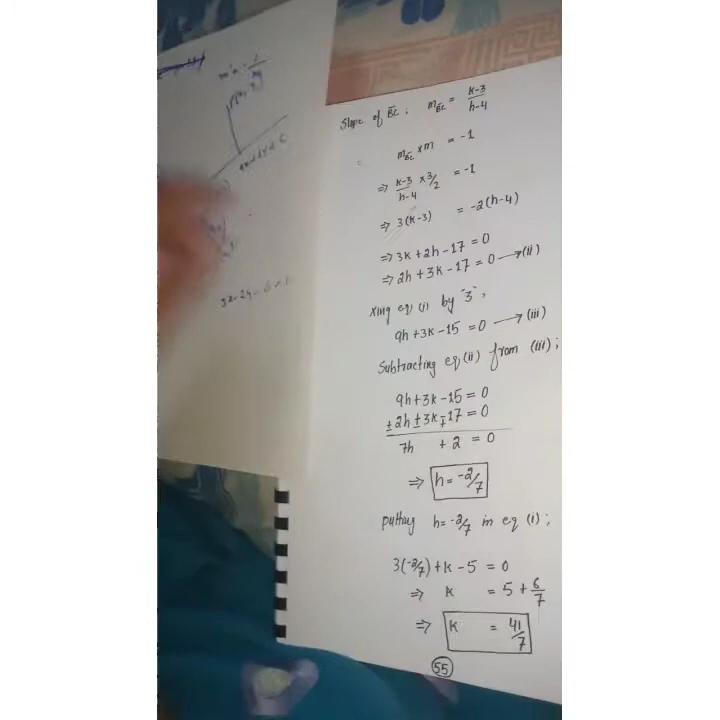 Slope of BC; m_BC = k-3/h-4
m_BC × m = -1
⇒ k-3/h-4 × 3/2 = -1
⇒ 3(k-3) = -2(h-4)
⇒ 3k + 2h - 17 = 0
⇒ 2h + 3k - 17 = 0 → (ii)
xing eq (i) by "3",
9h + 3k - 15 = 0 → (iii)
Subtracting eq (ii) from (iii);
9h + 3k - 15 = 0
± 2h ± 3k ∓ 17 = 0
7h + 2 = 0
⇒ h = -2/7
putting h = -2/7 in eq (i);
3(-2/7) + k - 5 = 0
⇒ k = 5 + 6/7
⇒ k = 41/7
55